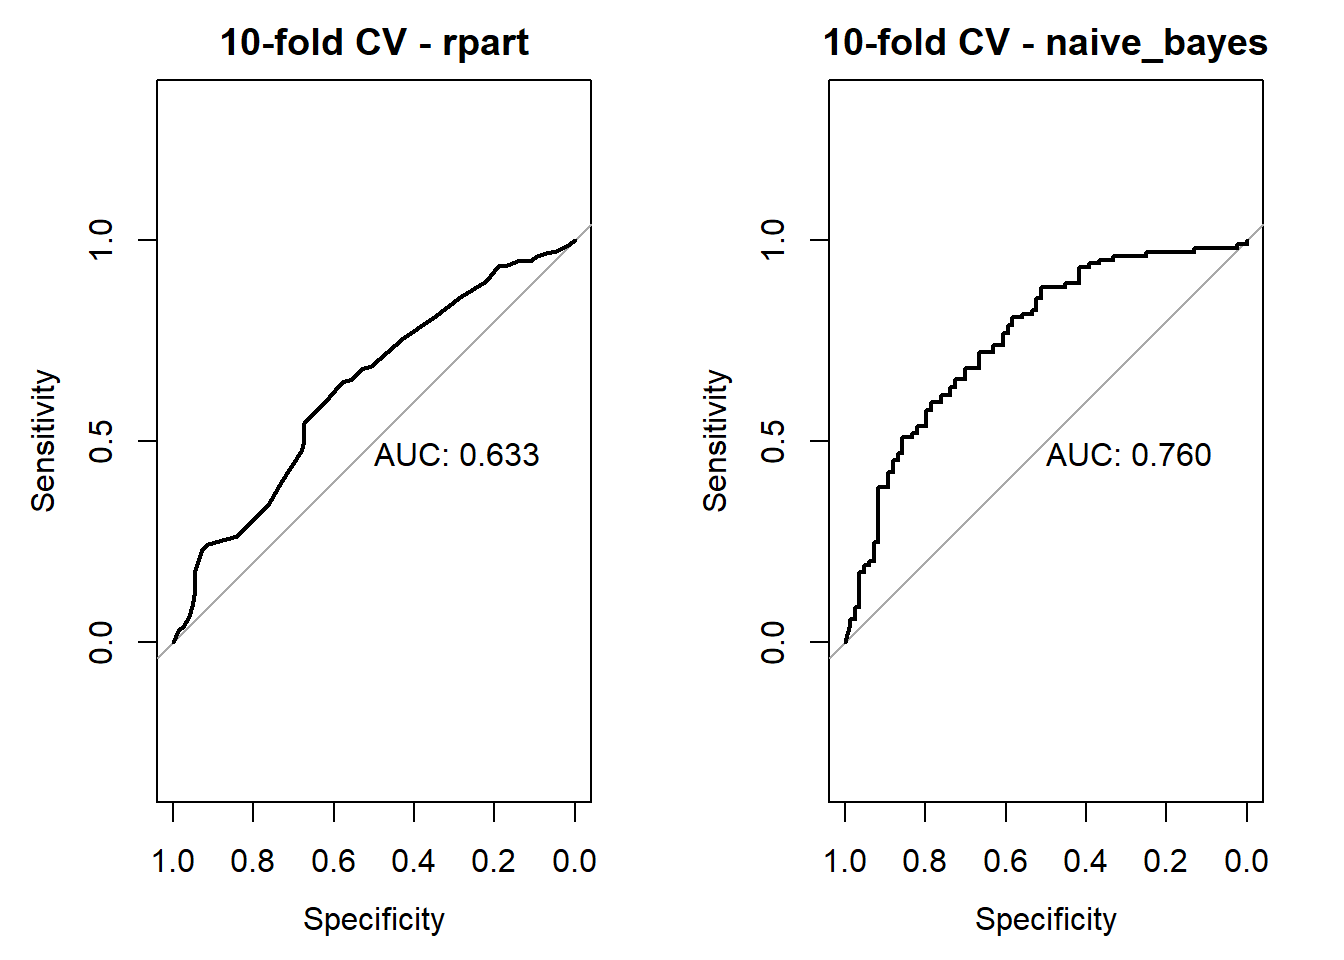 10-fold CV - rpart
1.0
0.5
0.0
Sensitivity
AUC: 0.633
1.0 0.8 0.6 0.4 0.2 0.0
Specificity
10-fold CV - naive_bayes
1.0
0.5
0.0
Sensitivity
AUC: 0.760
1.0 0.8 0.6 0.4 0.2 0.0
Specificity